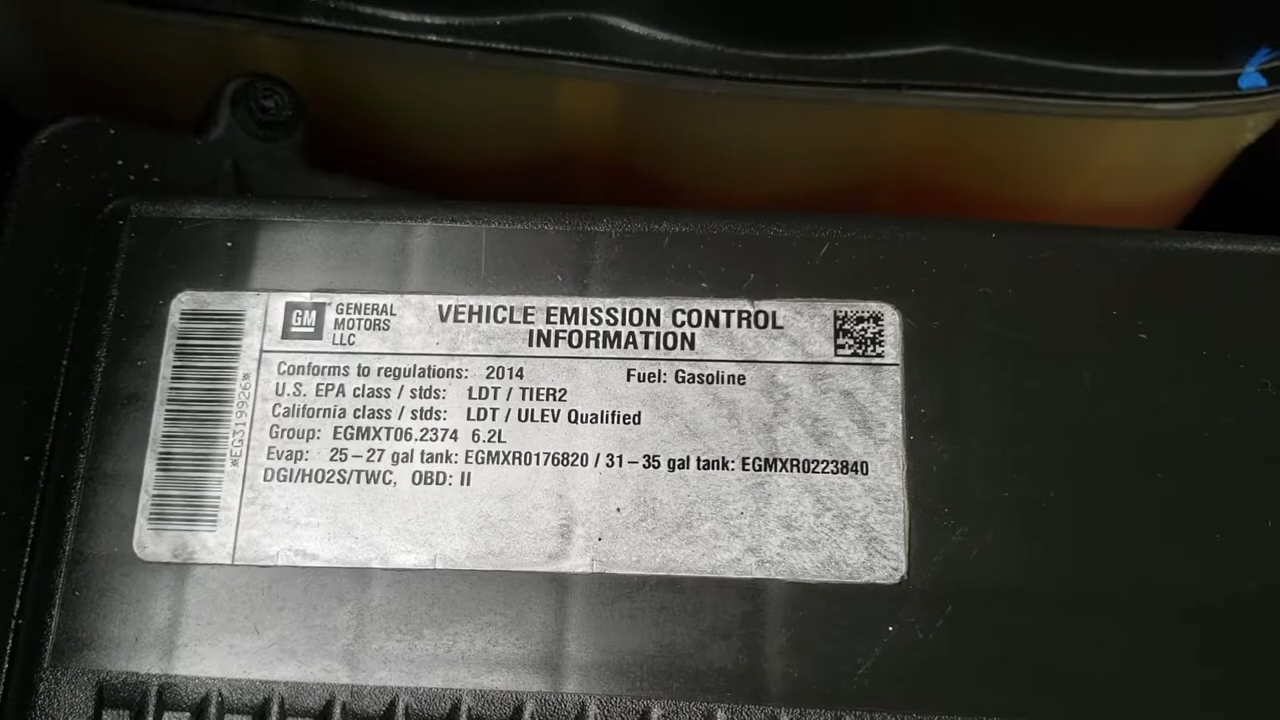 *EG319926*
GM
GENERAL
MOTORS
LLC
VEHICLE EMISSION CONTROL
INFORMATION
Conforms to regulations: 2014 Fuel: Gasoline
U.S. EPA class / stds: LDT / TIER2
California class / stds: LDT / ULEV Qualified
Group: EGMXT06.2374 6.2L
Evap: 25-27 gal tank: EGMXR0176820 / 31-35 gal tank: EGMXR0223840
DGI/HO2S/TWC, OBD: II